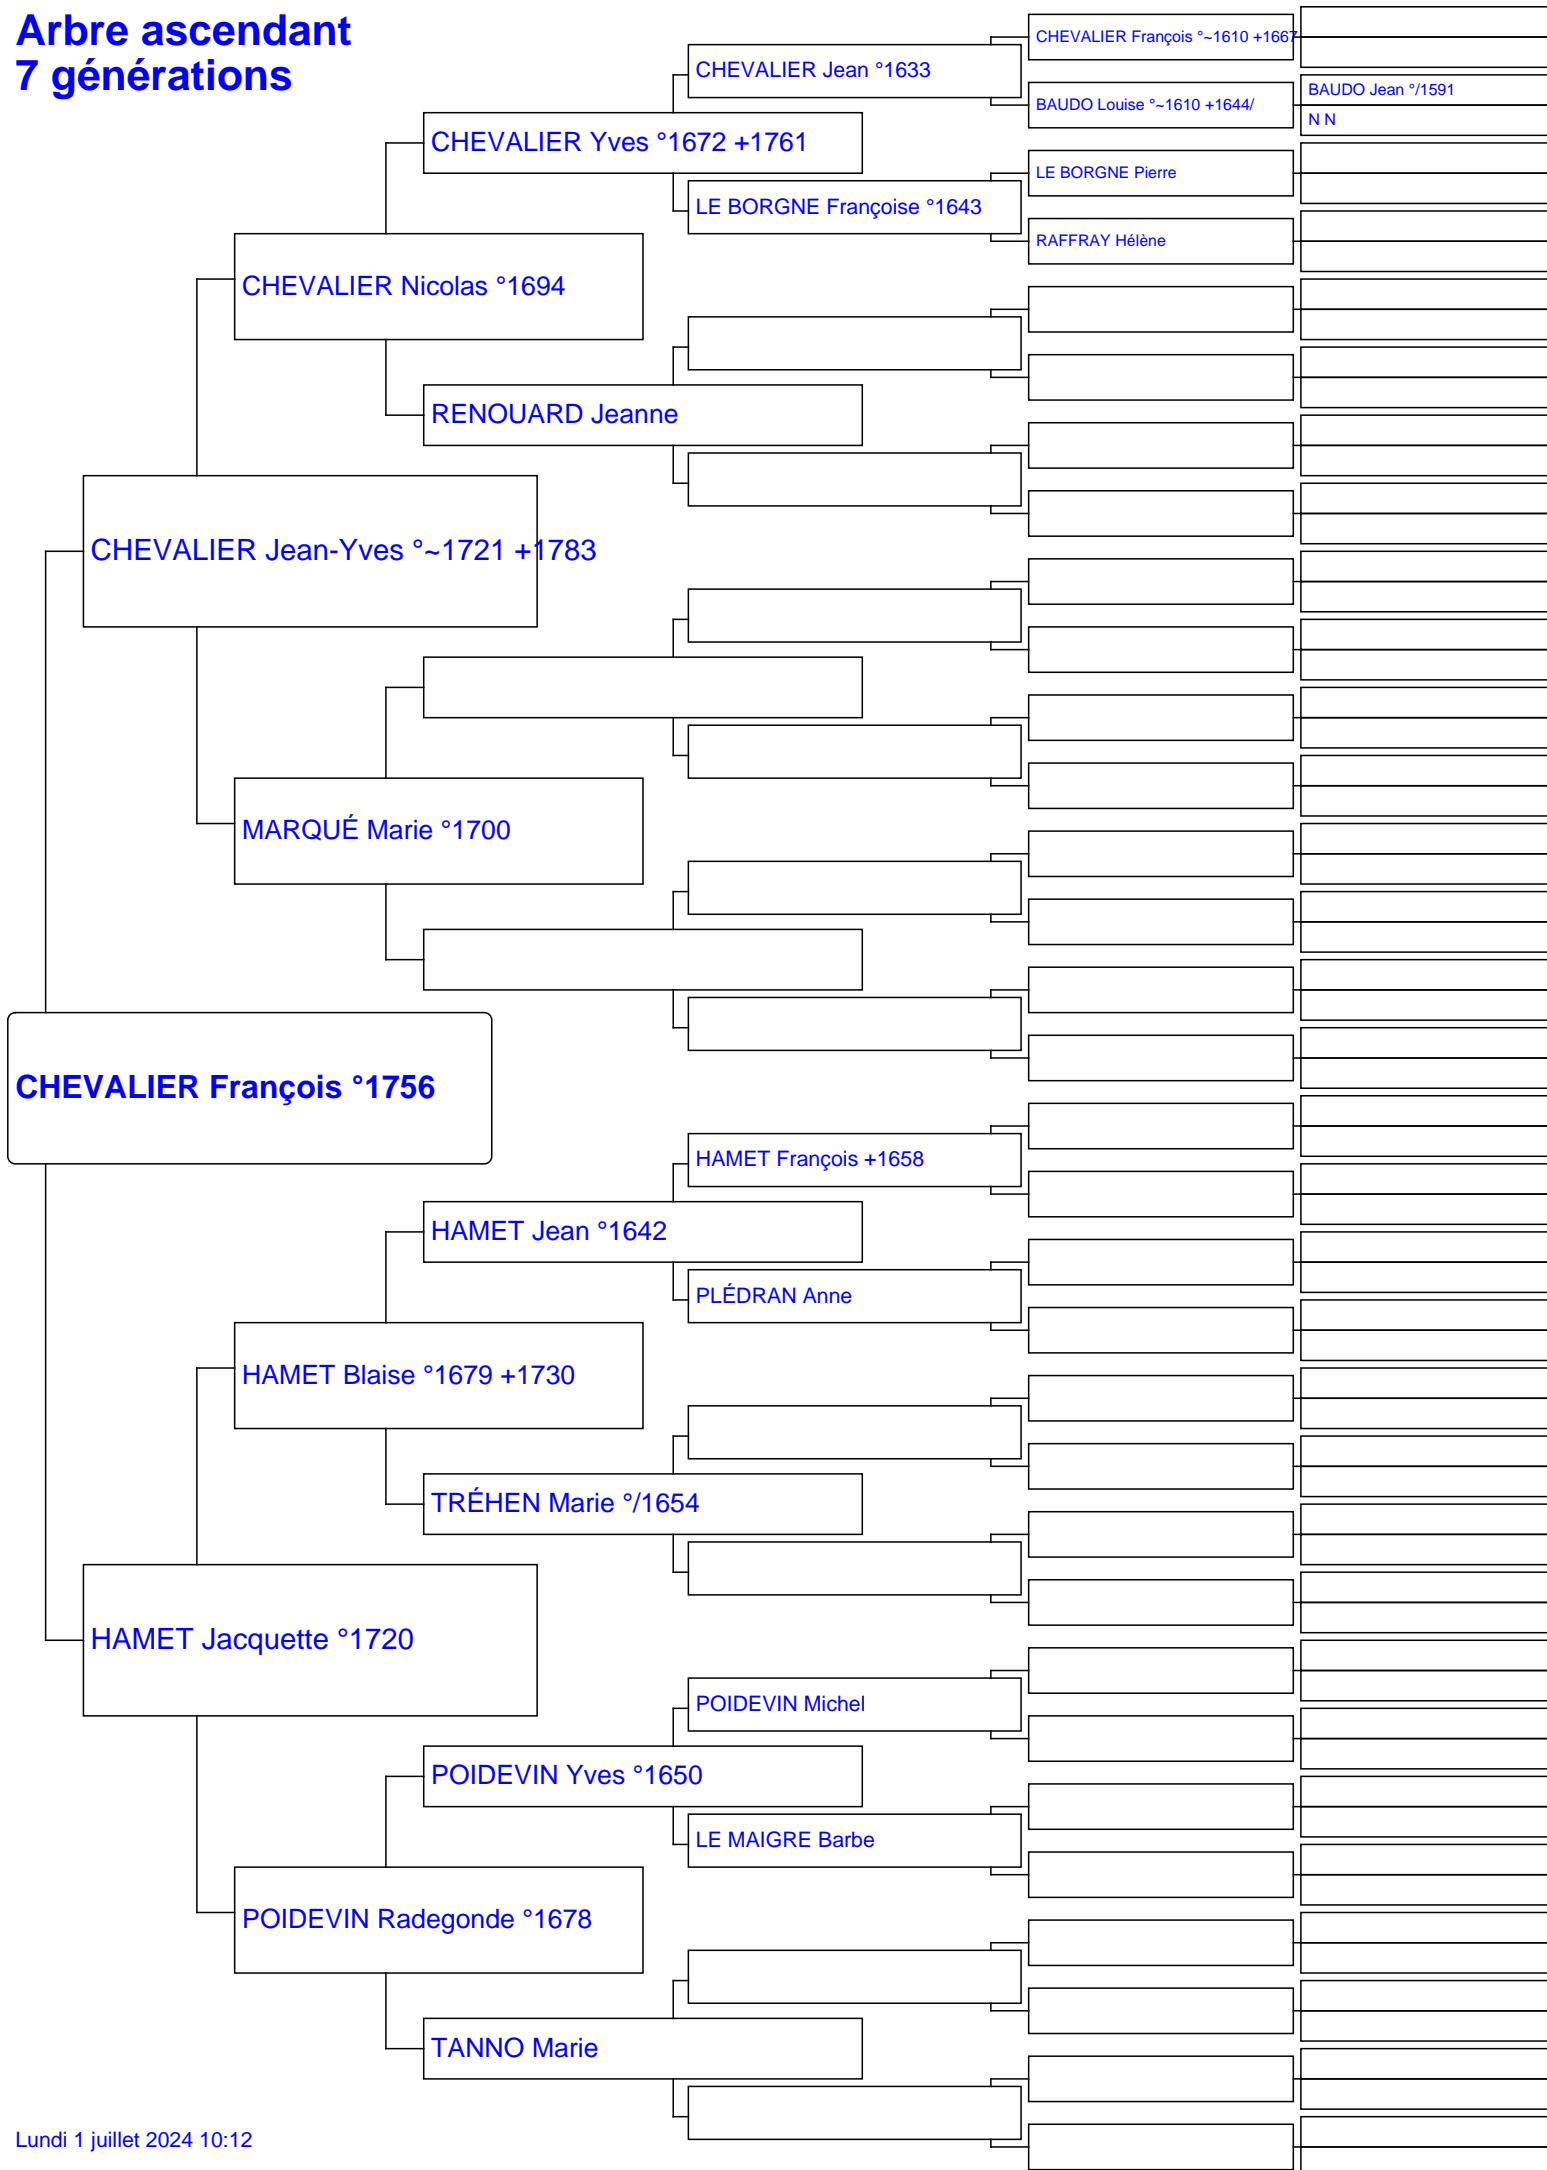 Arbre ascendant
7 générations
CHEVALIER François °~1610 +1667
CHEVALIER Jean °1633
BAUDO Jean °/1591
BAUDO Louise °~1610 +1644/
N N
CHEVALIER Yves °1672 +1761
LE BORGNE Pierre
LE BORGNE Françoise °1643
RAFFRAY Hélène
CHEVALIER Nicolas °1694
RENOUARD Jeanne
CHEVALIER Jean-Yves °~1721 +1783
MARQUÉ Marie °1700
CHEVALIER François °1756
HAMET François +1658
HAMET Jean °1642
PLÉDRAN Anne
HAMET Blaise °1679 +1730
TRÉHEN Marie °/1654
HAMET Jacquette °1720
POIDEVIN Michel
POIDEVIN Yves °1650
LE MAIGRE Barbe
POIDEVIN Radegonde °1678
TANNO Marie
Lundi 1 juillet 2024 10:12